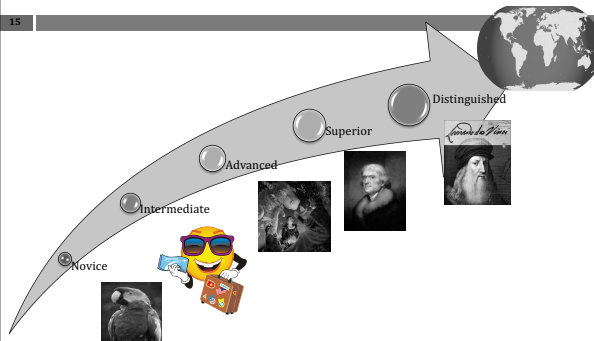 15
Distinguished
Superior
Advanced
Intermediate
Novice